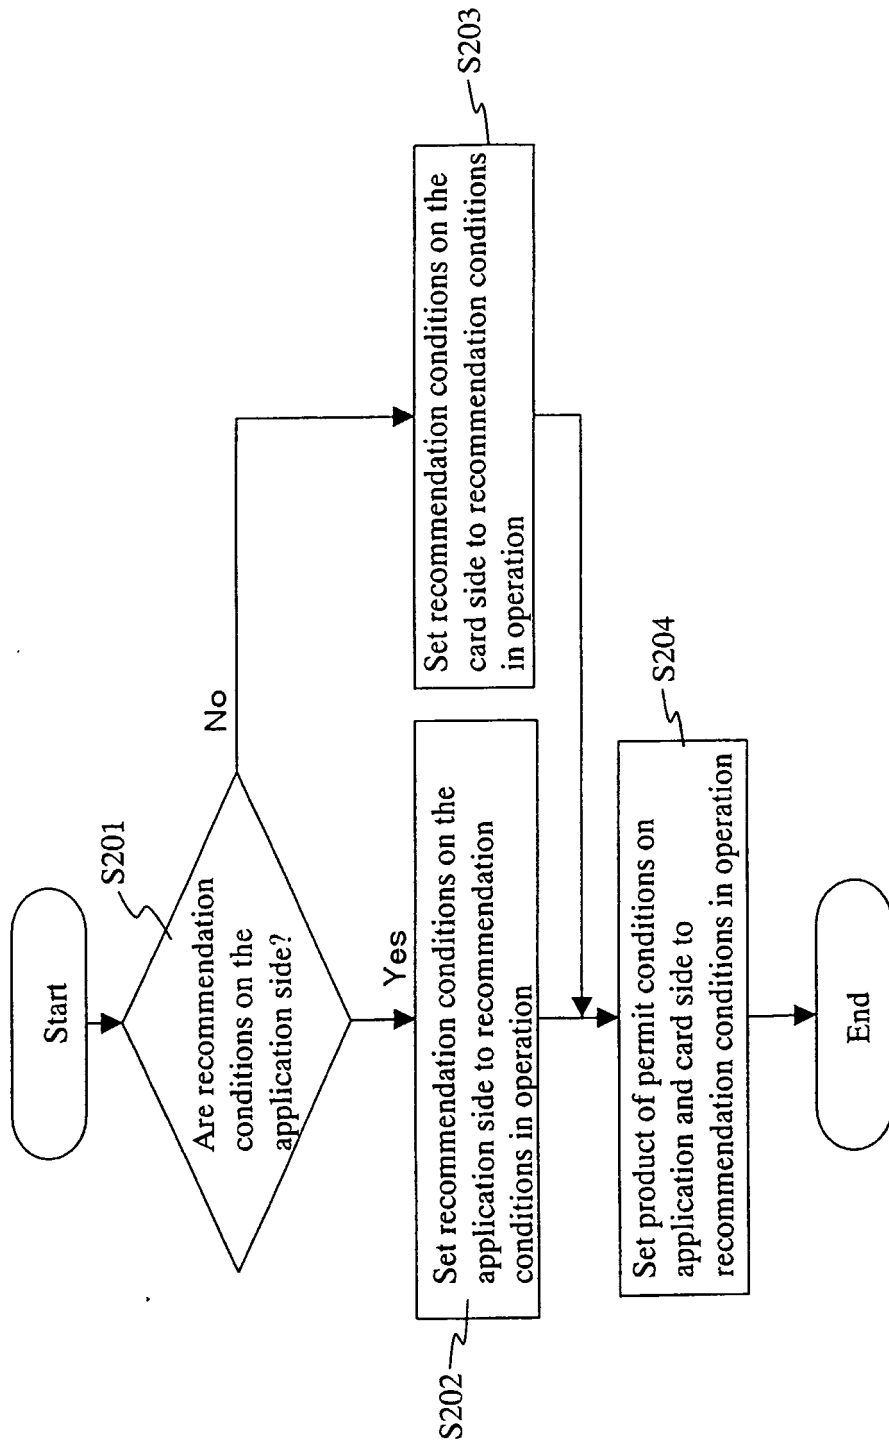 Start
S201
Are recommendation
conditions on the
application side?
No
Yes
S202
Set recommendation conditions on the
application side to recommendation
conditions in operation
S203
Set recommendation conditions on the
card side to recommendation conditions
in operation
S204
Set product of permit conditions on
application and card side to
recommendation conditions in operation
End